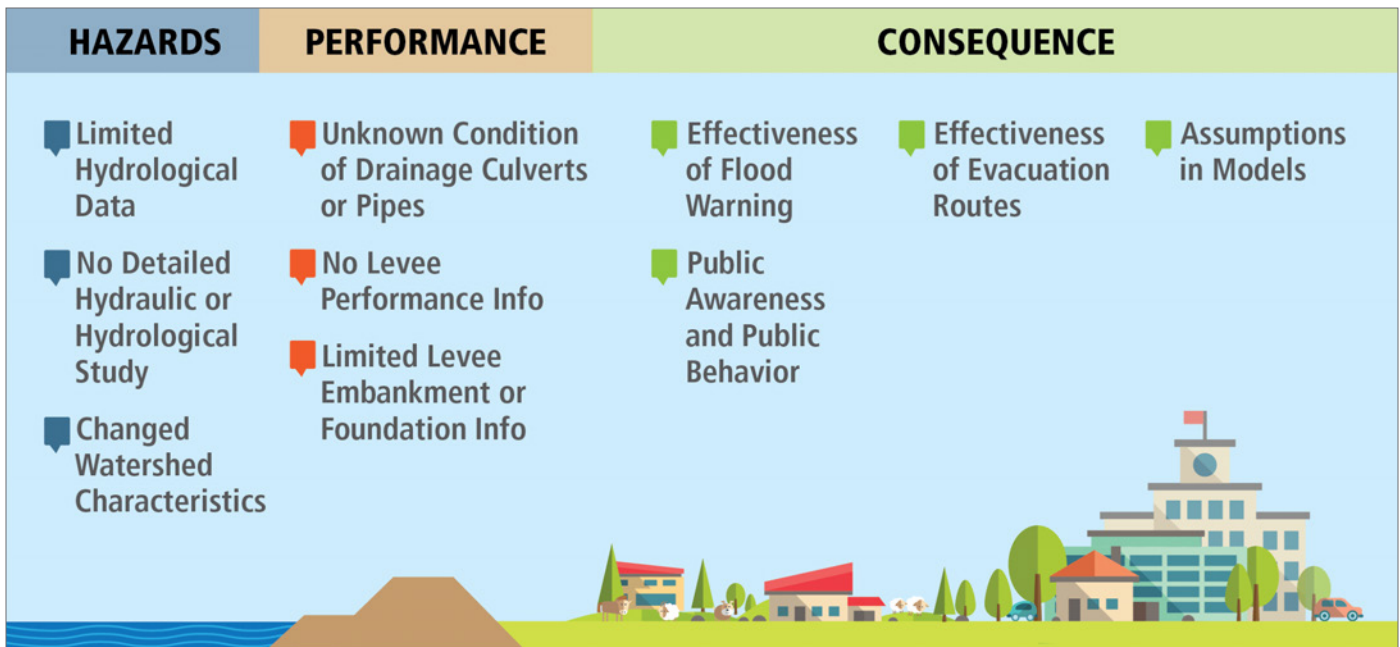 HAZARDS
PERFORMANCE
CONSEQUENCE
Limited
Hydrological
Data
No Detailed
Hydraulic or
Hydrological
Study
Changed
Watershed
Characteristics
Unknown Condition
of Drainage Culverts
or Pipes
No Levee
Performance Info
Limited Levee
Embankment or
Foundation Info
Effectiveness
of Flood
Warning
Public
Awareness
and Public
Behavior
Effectiveness
of Evacuation
Routes
Assumptions
in Models